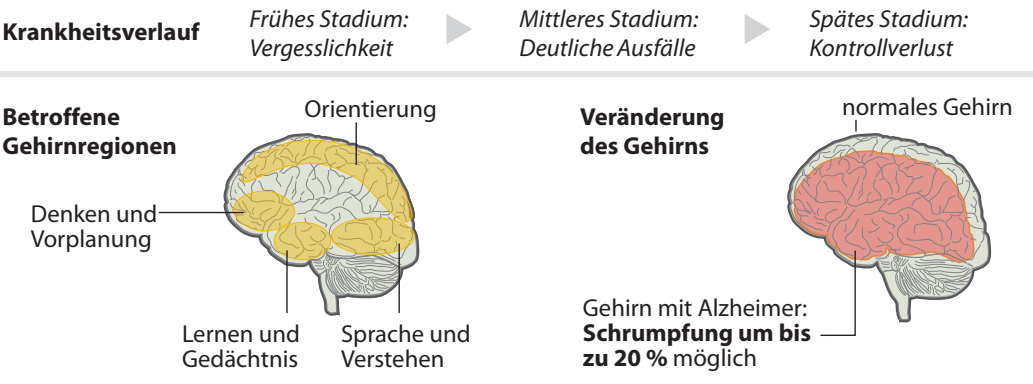 Krankheitsverlauf
Frühes Stadium:
Vergesslichkeit
Mittleres Stadium:
Deutliche Ausfälle
Spätes Stadium:
Kontrollverlust
Betroffene
Gehirnregionen
Orientierung
Denken und
Vorplanung
Lernen und
Gedächtnis
Sprache und
Verstehen
Veränderung
des Gehirns
normales Gehirn
Gehirn mit Alzheimer:
Schrumpfung um bis
zu 20 % möglich